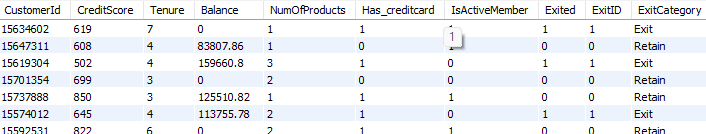 CustomerId CreditScore Tenure Balance NumOfProducts Has_creditcard IsActiveMember Exited ExitID ExitCategory
15634602 619 7 0 1 1 1 1 1 Exit
15647311 608 4 83807.86 1 0 1 0 0 Retain
15619304 502 4 159660.8 3 1 0 1 1 Exit
15701354 699 3 0 2 0 0 0 0 Retain
15737888 850 3 125510.82 1 1 1 0 0 Retain
15574012 645 4 113755.78 2 1 0 1 1 Exit
15592531 822 6 0 2 1 1 0 0 Retain